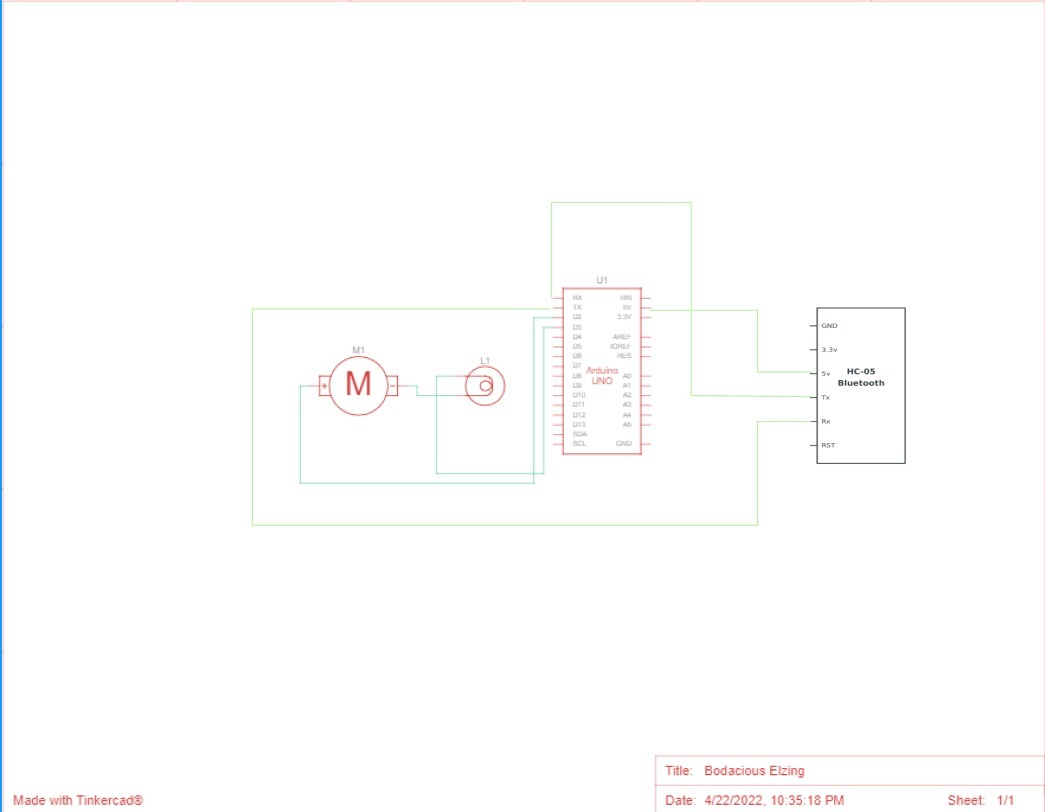 U1
RX VIN
TX 5V
D2 3.3V
D3
D4 AREF
D5 IOREF
D6 RES
D7
D8 A0
D9 A1
D10 A2
D11 A3
D12 A4
D13 A5
SDA
SCL GND
Arduino
UNO
M1
M
+ -
L1
GND
3.3v
5v
Tx
Rx
RST
HC-05
Bluetooth
Title: Bodacious Elzing
Date: 4/22/2022, 10:35:18 PM Sheet: 1/1
Made with Tinkercad®